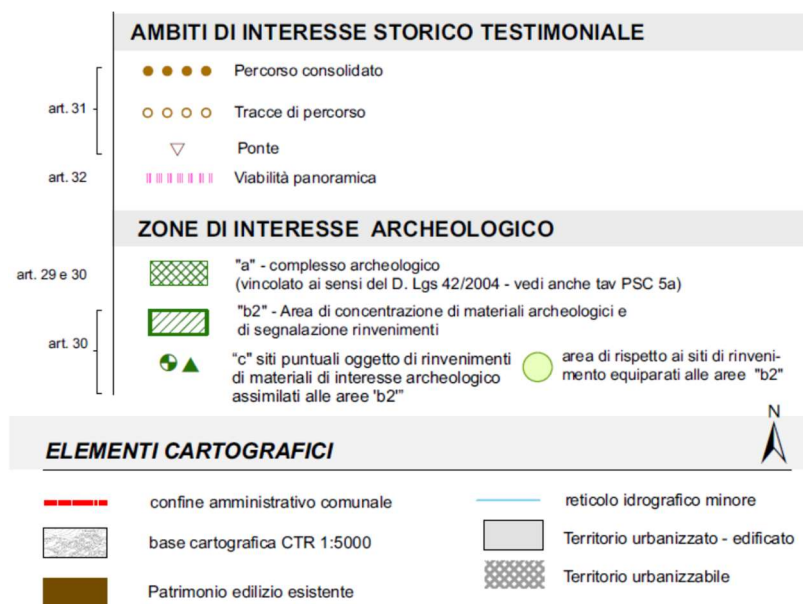 AMBITI DI INTERESSE STORICO TESTIMONIALE
Percorso consolidato
art. 31
Tracce di percorso
Ponte
art. 32
Viabilità panoramica
ZONE DI INTERESSE ARCHEOLOGICO
art. 29 e 30
"a" - complesso archeologico
(vincolato ai sensi del D. Lgs 42/2004 - vedi anche tav PSC 5a)
art. 30
"b2" - Area di concentrazione di materiali archeologici e
di segnalazione rinvenimenti
"c" siti puntuali oggetto di rinvenimenti
di materiali di interesse archeologico
assimilati alle aree 'b2'"
area di rispetto ai siti di rinveni-
mento equiparati alle aree "b2"
N
ELEMENTI CARTOGRAFICI
confine amministrativo comunale
base cartografica CTR 1:5000
Patrimonio edilizio esistente
reticolo idrografico minore
Territorio urbanizzato - edificato
Territorio urbanizzabile